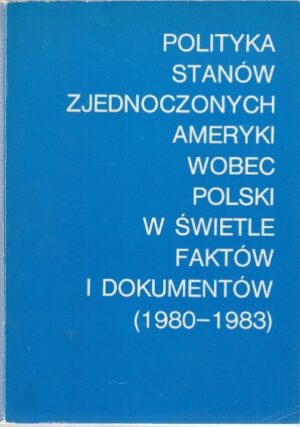 POLITYKA
STANÓW
ZJEDNOCZONYCH
AMERYKI
WOBEC
POLSKI
W ŚWIETLE
FAKTÓW
I DOKUMENTÓW
(1980–1983)